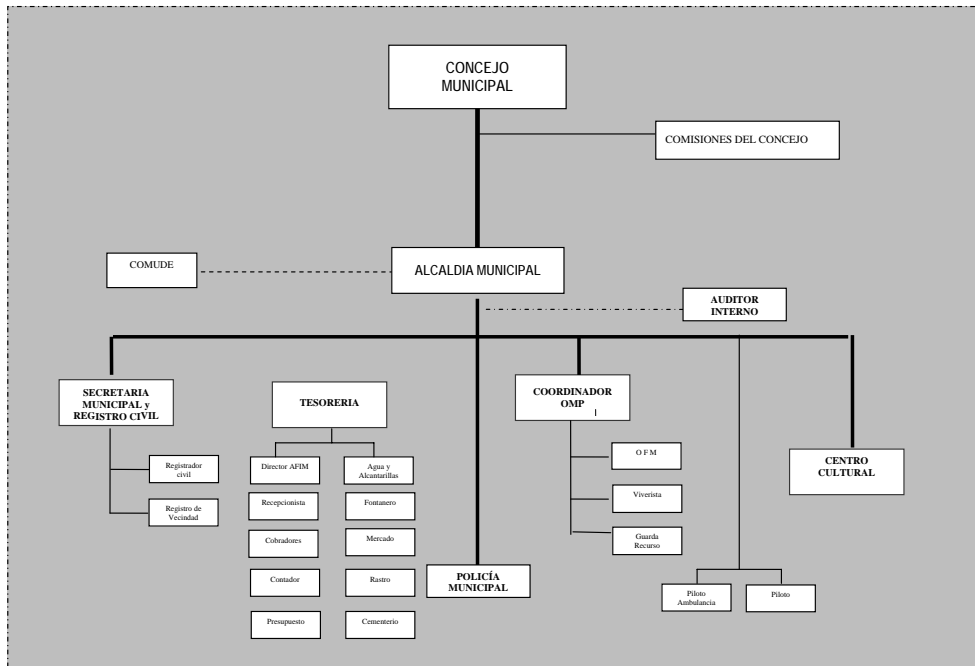 CONCEJO
MUNICIPAL
COMISIONES DEL CONCEJO
COMUDE
ALCALDIA MUNICIPAL
AUDITOR
INTERNO
SECRETARIA
MUNICIPAL y
REGISTRO CIVIL
TESORERIA
COORDINADOR
OMP
CENTRO
CULTURAL
Registrador
civil
Registro de
Vecindad
Director AFIM
Agua y
Alcantarillas
Recepcionista
Fontanero
Cobradores
Mercado
Contador
Rastro
Presupuesto
Cementerio
POLICÍA
MUNICIPAL
O F M
Viverista
Guarda
Recurso
Piloto
Ambulancia
Piloto